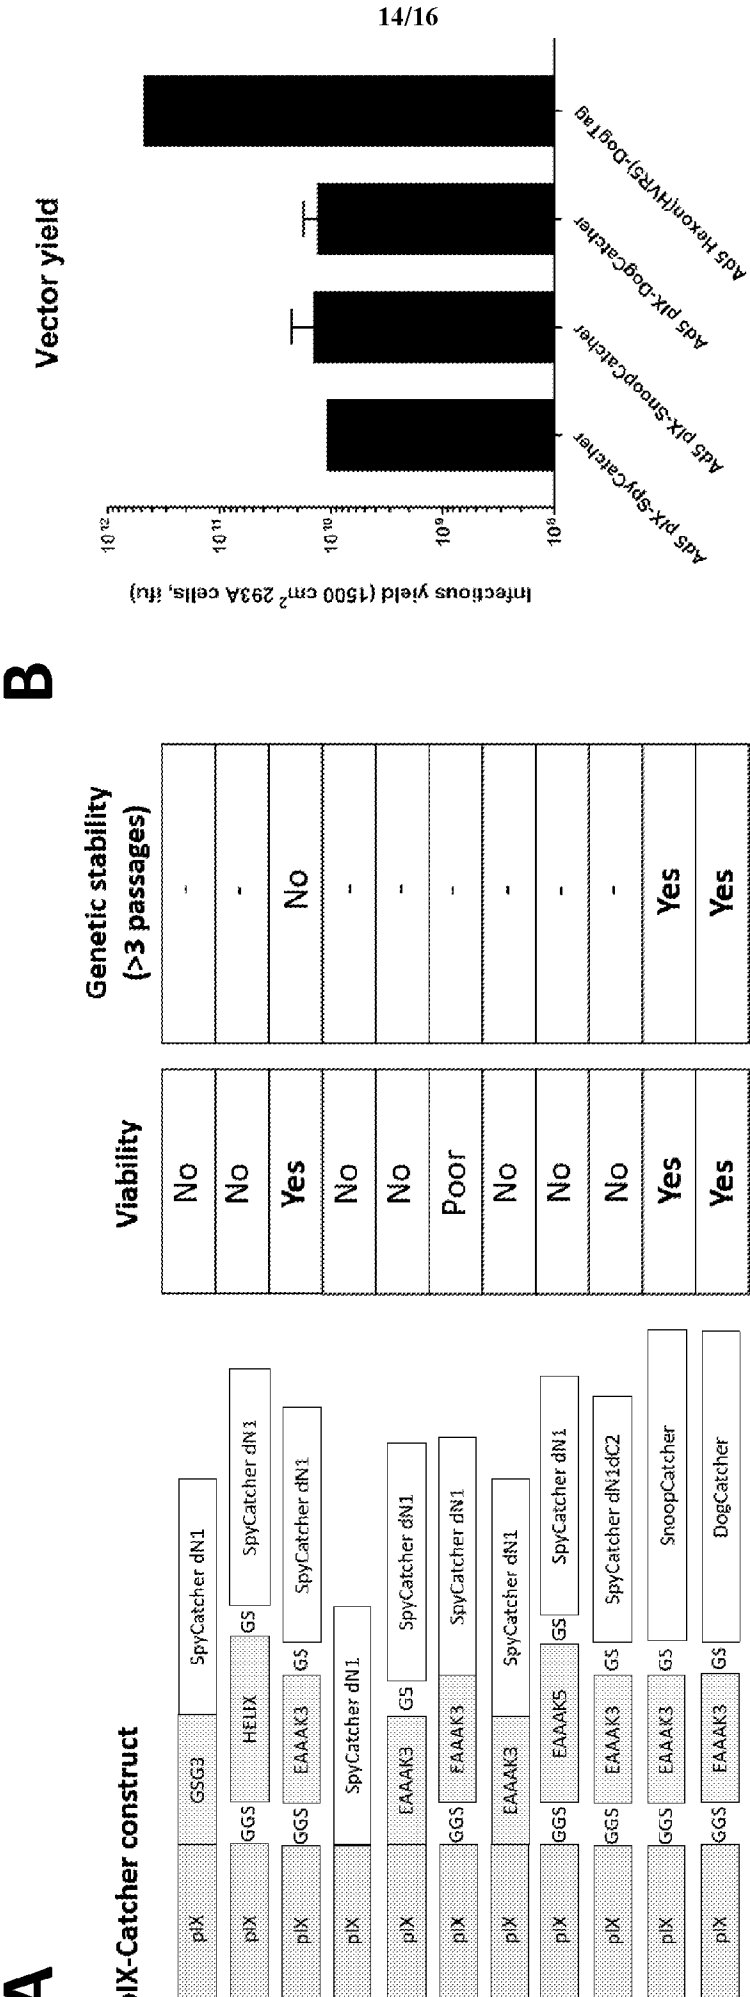 14/16
A
pIX-Catcher construct
Viability
Genetic stability
(>3 passages)
pIX GSG3 SpyCatcher dN1 No -
pIX GGS HELIX GS SpyCatcher dN1 No -
pIX GGS EAAAK3 GS SpyCatcher dN1 Yes No
pIX SpyCatcher dN1 No -
pIX EAAAK3 GS SpyCatcher dN1 No -
pIX GGS EAAAK3 SpyCatcher dN1 Poor -
pIX EAAAK3 SpyCatcher dN1 No -
pIX GGS EAAAK5 GS SpyCatcher dN1 No -
pIX GGS EAAAK3 GS SpyCatcher dN1dC2 No -
pIX GGS EAAAK3 GS SnoopCatcher Yes Yes
pIX GGS EAAAK3 GS DogCatcher Yes Yes
B
Vector yield
Infectious yield (1500 cm² 293A cells, ifu)
10¹²
10¹¹
10¹⁰
10⁹
10⁸
Ad5 pIX-SpyCatcher
Ad5 pIX-SnoopCatcher
Ad5 pIX-DogCatcher
Ad5 Hexon(HVR5)-DogTag